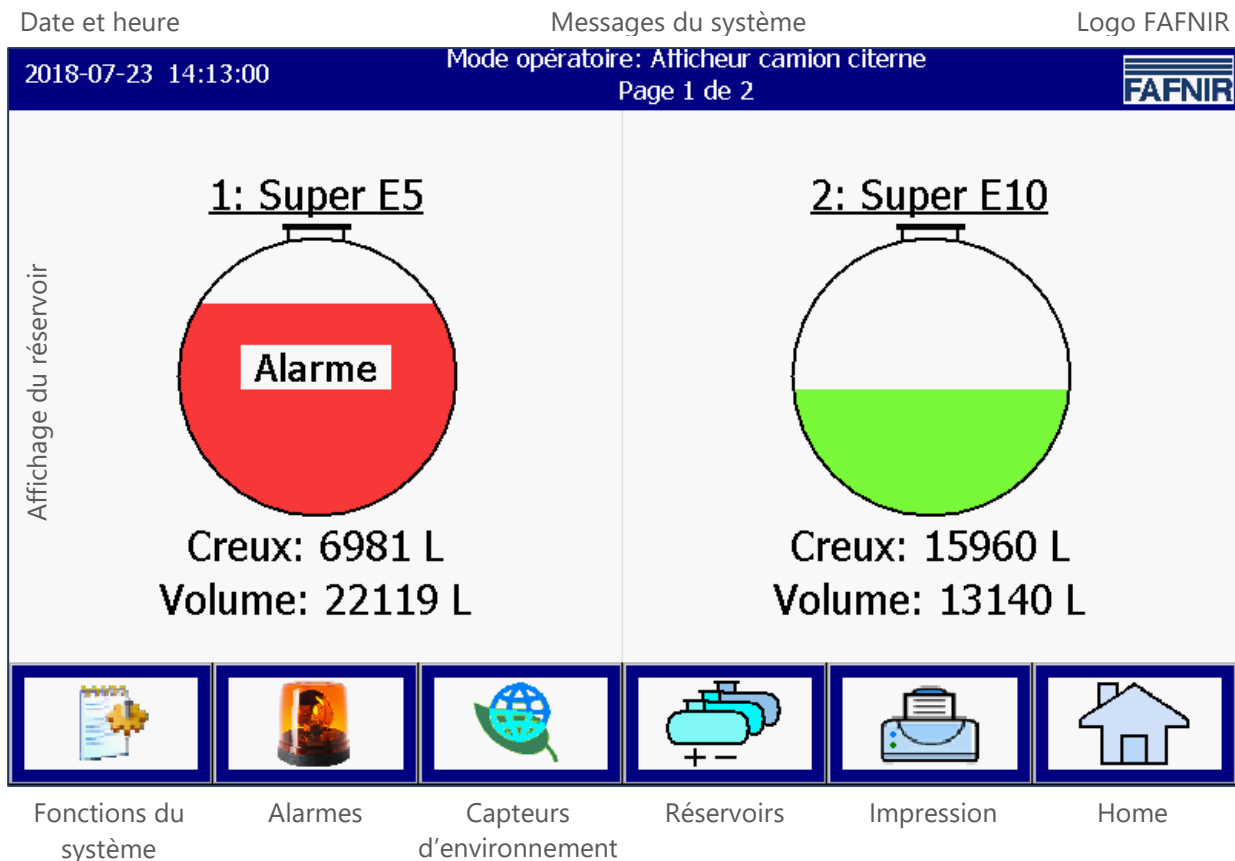 Date et heure
Messages du système
Logo FAFNIR
2018-07-23 14:13:00
Mode opératoire: Afficheur camion citerne
Page 1 de 2
FAFNIR
Affichage du réservoir
1: Super E5
Alarme
Creux: 6981 L
Volume: 22119 L
2: Super E10
Creux: 15960 L
Volume: 13140 L
Fonctions du
système
Alarmes
Capteurs
d'environnement
Réservoirs
Impression
Home